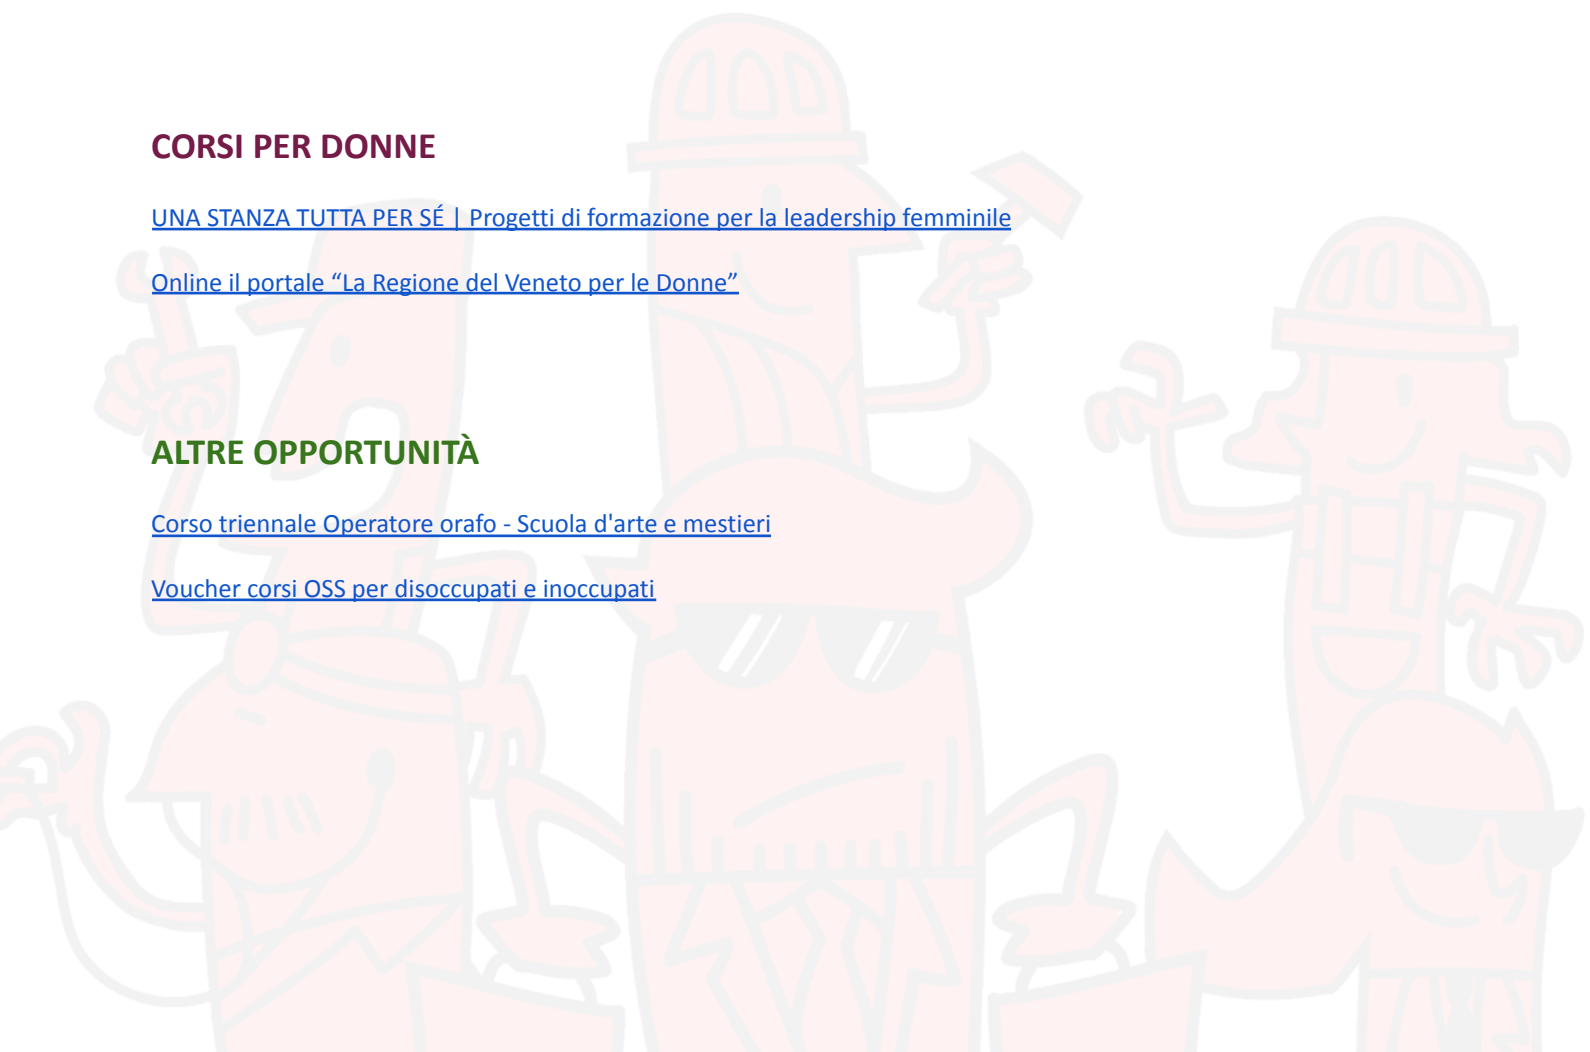 CORSI PER DONNE
UNA STANZA TUTTA PER SÉ | Progetti di formazione per la leadership femminile
Online il portale “La Regione del Veneto per le Donne”
ALTRE OPPORTUNITÀ
Corso triennale Operatore orafo - Scuola d'arte e mestieri
Voucher corsi OSS per disoccupati e inoccupati